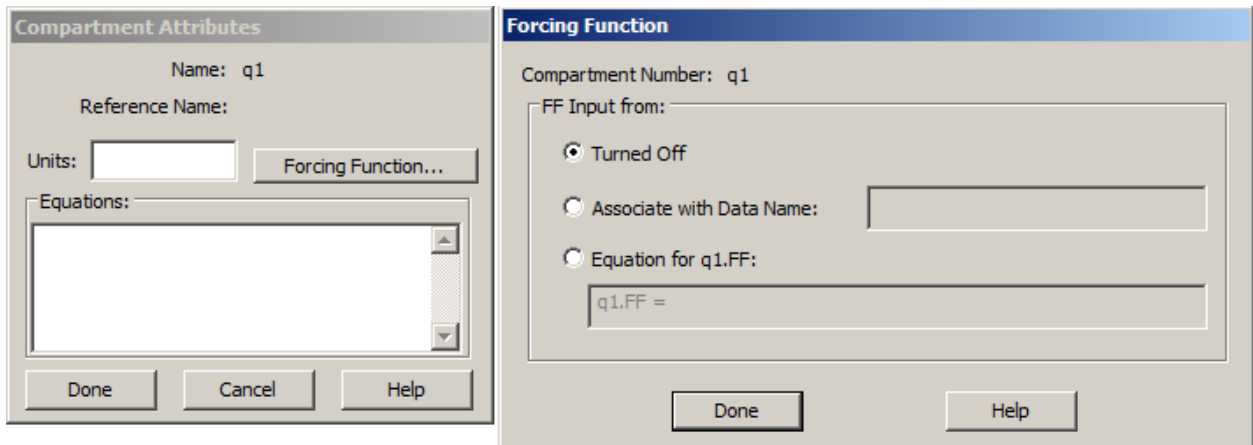 Compartment Attributes
Name: q1
Reference Name:
Units:
Forcing Function...
Equations:
Done
Cancel
Help
Forcing Function
Compartment Number: q1
FF Input from:
Turned Off
Associate with Data Name:
Equation for q1.FF:
q1.FF =
Done
Help